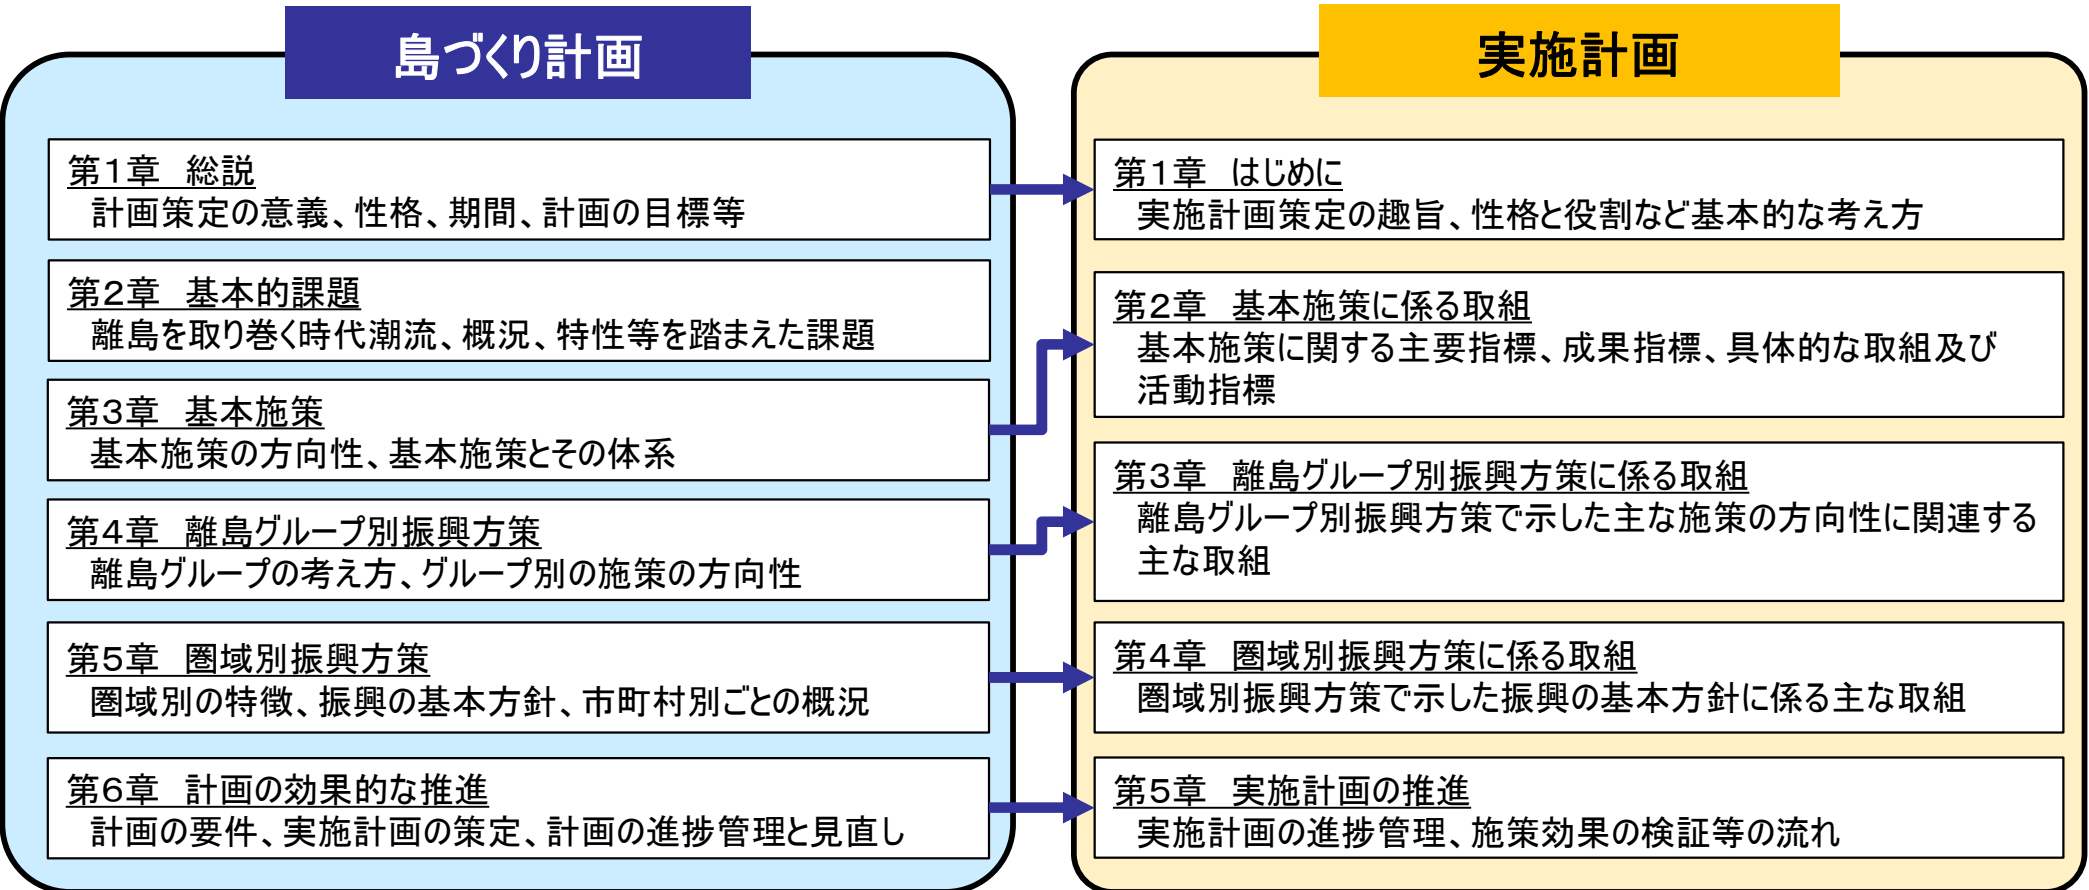 島づくり計画
第1章　総説
計画策定の意義、性格、期間、計画の目標等
第2章　基本的課題
離島を取り巻く時代潮流、概況、特性等を踏まえた課題
第3章　基本施策
基本施策の方向性、基本施策とその体系
第4章　離島グループ別振興方策
離島グループの考え方、グループ別の施策の方向性
第5章　圏域別振興方策
圏域別の特徴、振興の基本方針、市町村別ごとの概況
第6章　計画の効果的な推進
計画の要件、実施計画の策定、計画の進捗管理と見直し
実施計画
第1章　はじめに
実施計画策定の趣旨、性格と役割など基本的な考え方
第2章　基本施策に係る取組
基本施策に関する主要指標、成果指標、具体的な取組及び
活動指標
第3章　離島グループ別振興方策に係る取組
離島グループ別振興方策で示した主な施策の方向性に関連する
主な取組
第4章　圏域別振興方策に係る取組
圏域別振興方策で示した振興の基本方針に係る主な取組
第5章　実施計画の推進
実施計画の進捗管理、施策効果の検証等の流れ